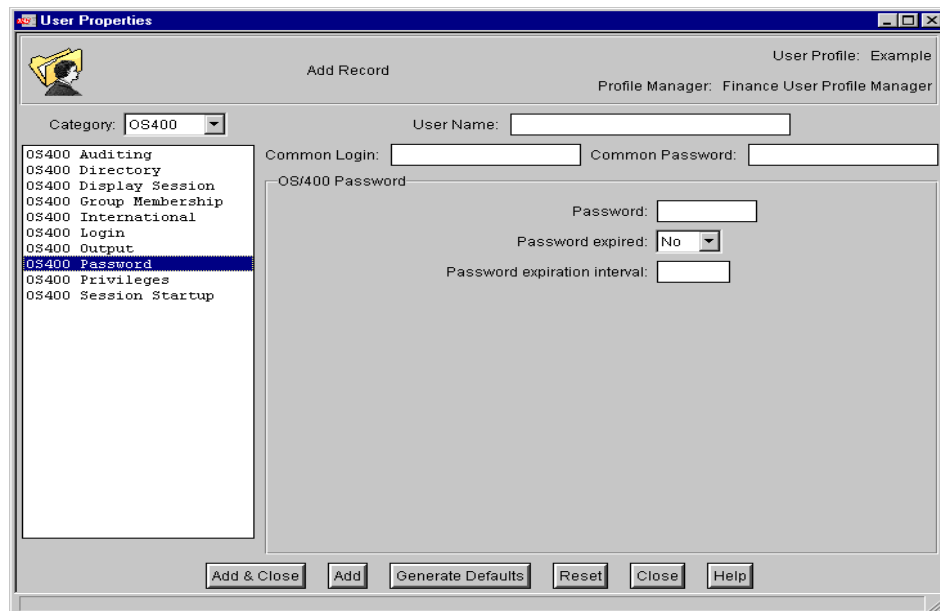 User Properties
Add Record
User Profile: Example
Profile Manager: Finance User Profile Manager
Category: OS400
User Name:
Common Login:
Common Password:
OS400 Auditing
OS400 Directory
OS400 Display Session
OS400 Group Membership
OS400 International
OS400 Login
OS400 Output
OS400 Password
OS400 Privileges
OS400 Session Startup
OS/400 Password
Password:
Password expired: No
Password expiration interval:
Add & Close
Add
Generate Defaults
Reset
Close
Help